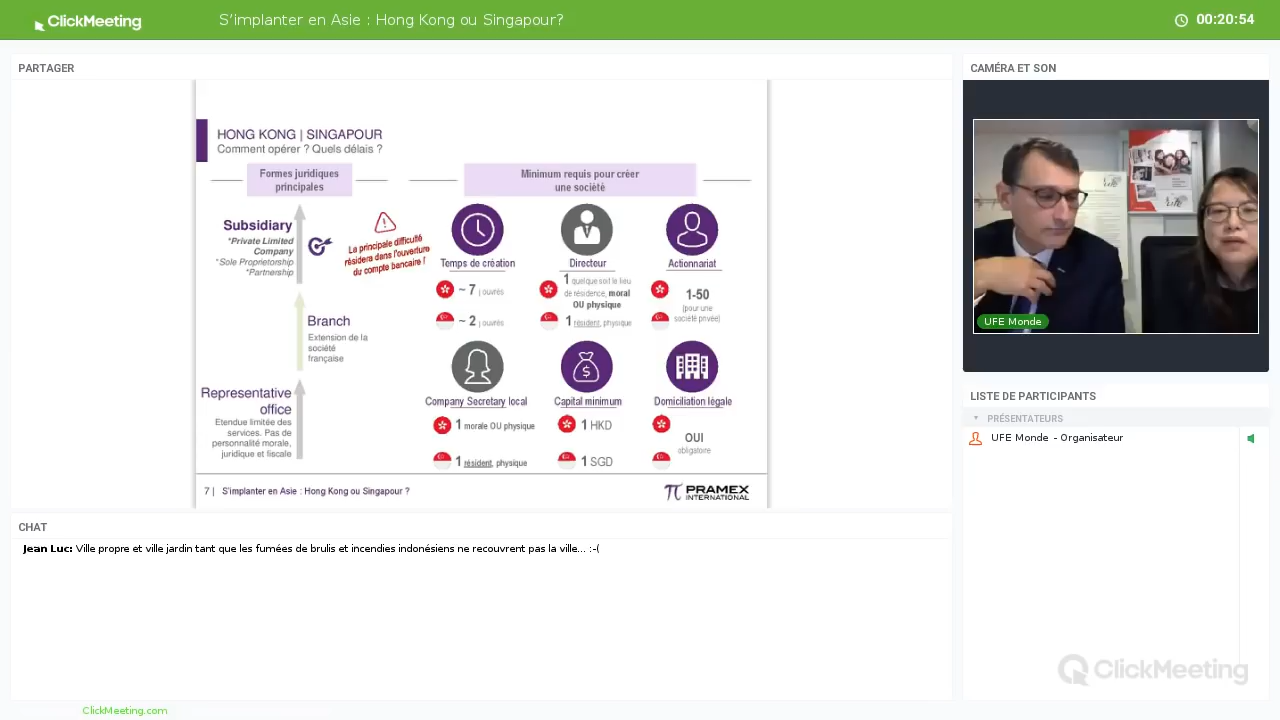 ClickMeeting
S'implanter en Asie : Hong Kong ou Singapour?
00:20:54
PARTAGER
HONG KONG | SINGAPOUR
Comment opérer ? Quels délais ?
Formes juridiques
principales
Minimum requis pour créer
une société
Subsidiary
*Private Limited
Company
*Sole Proprietorship
*Partnership
La principale difficulté
résidera dans l'ouverture
du compte bancaire !
Branch
Extension de la
société
française
Representative
office
Etendue limitée des
services. Pas de
personnalité morale,
juridique et fiscale
Temps de création
~ 7 j ouvrés
~ 2 j ouvrés
Directeur
1 quelque soit le lieu
de résidence, moral
OU physique
1 résident, physique
Actionnariat
1-50
(pour une
société privée)
Company Secretary local
1 morale OU physique
1 résident, physique
Capital minimum
1 HKD
1 SGD
Domiciliation légale
OUI
obligatoire
7 | S'implanter en Asie : Hong Kong ou Singapour ?
PRAMEX
INTERNATIONAL
CAMÉRA ET SON
UFE Monde
LISTE DE PARTICIPANTS
PRÉSENTATEURS
UFE Monde - Organisateur
CHAT
Jean Luc: Ville propre et ville jardin tant que les fumées de brulis et incendies indonésiens ne recouvrent pas la ville... :-(
ClickMeeting
ClickMeeting.com